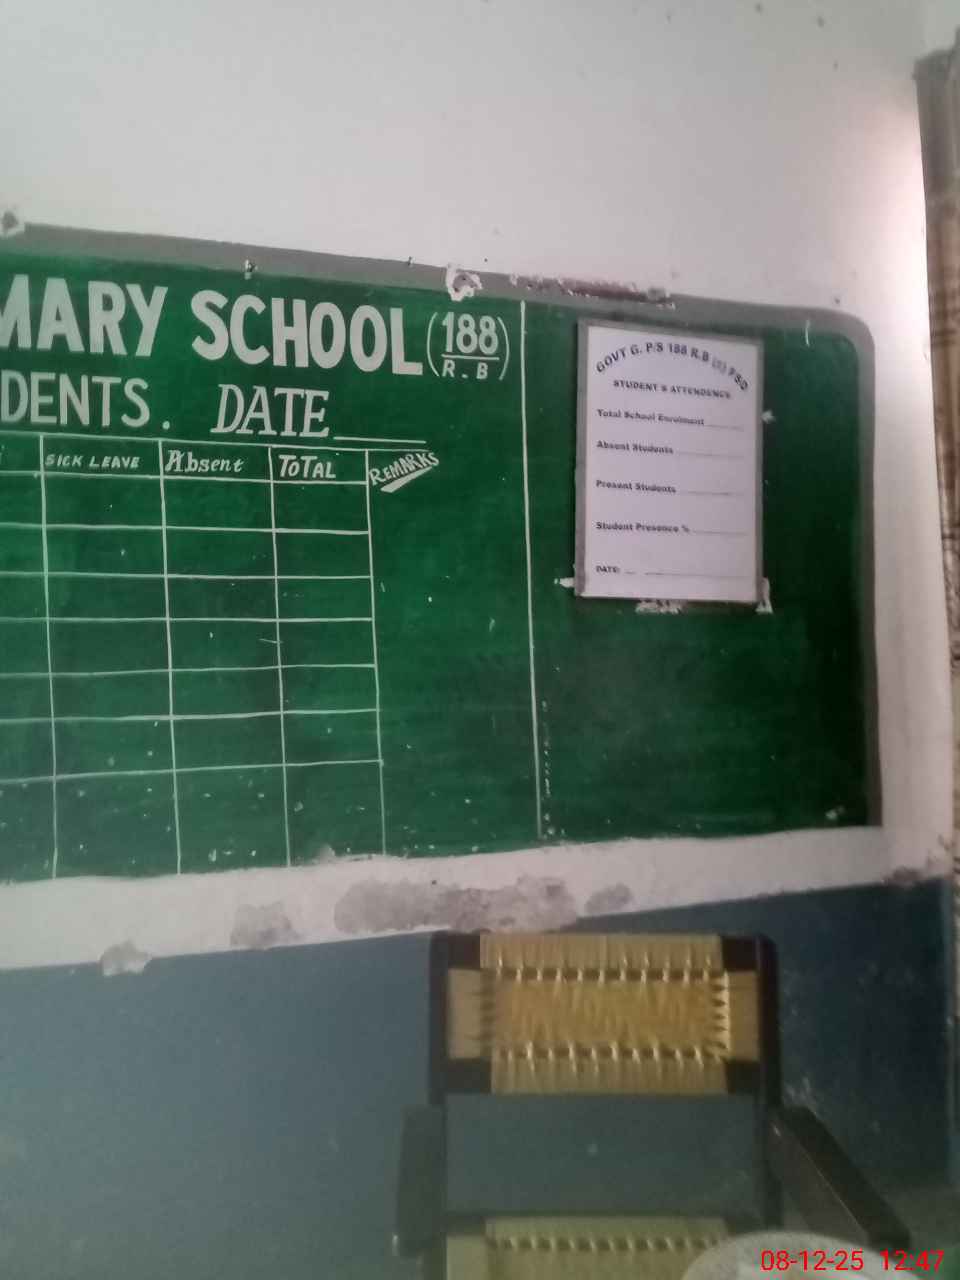 MARY SCHOOL (188 R.B)
DENTS. DATE
SICK LEAVE Absent TOTAL REMARKS
GOVT G. P/S 188 R.B
STUDENT'S ATTENDENCE
Total School Enrolment
Absent Students
Present Students
Student Presence %
DATE:
08-12-25 12:47